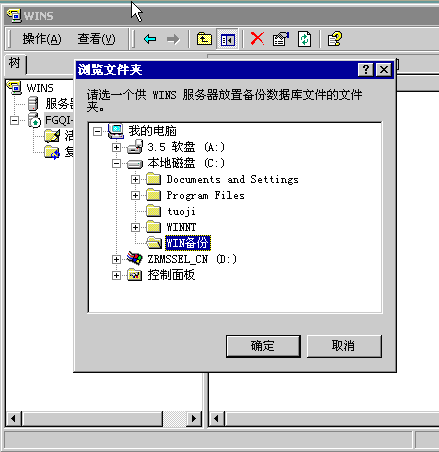 WINS
操作(A) 查看(V)
树
WINS
服务器
FGQI-
浏览文件夹
请选一个供 WINS 服务器放置备份数据库文件的文件
夹。
我的电脑
3.5 软盘 (A:)
本地磁盘 (C:)
Documents and Settings
Program Files
tuoji
WINNT
WIN备份
ZRMSSEL_CN (D:)
控制面板
确定 取消